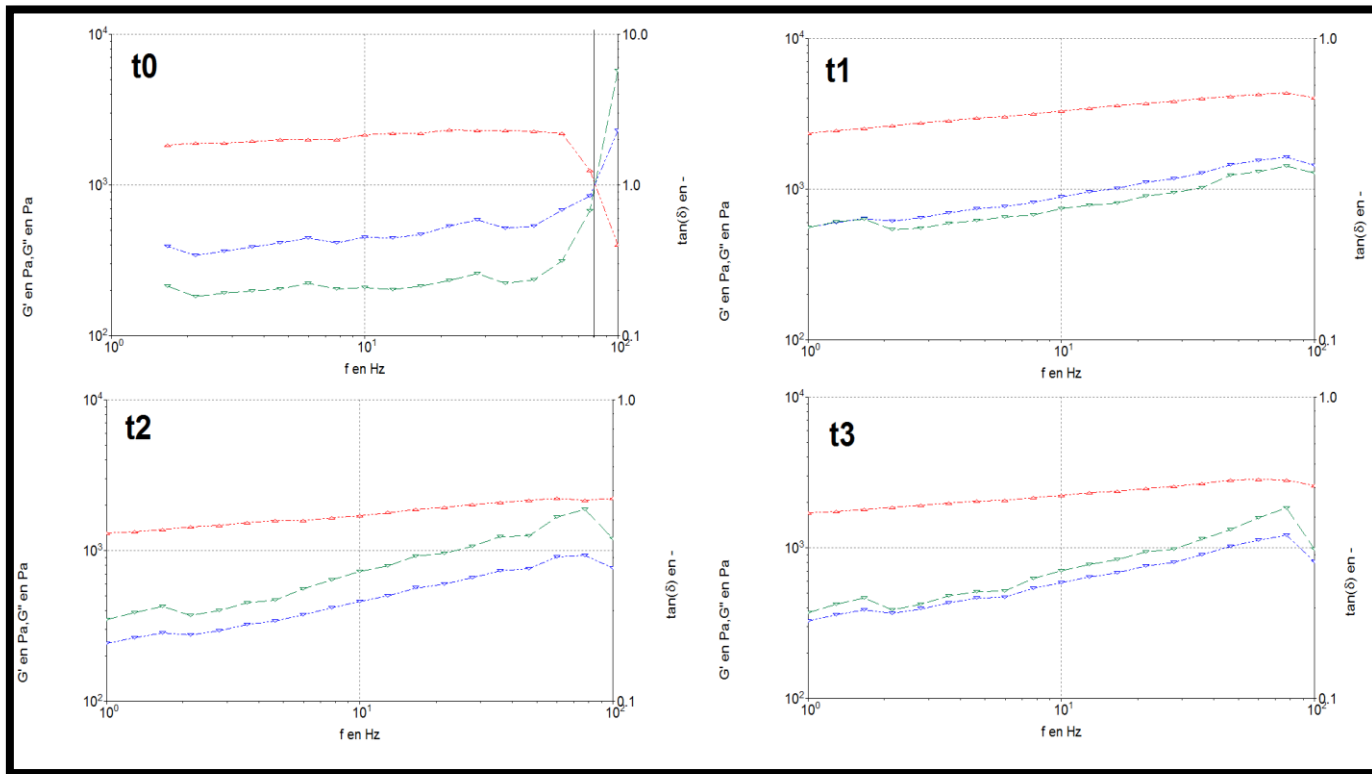 t0
10⁴
10³
10²
G' en Pa,G'' en Pa
10.0
1.0
0.1
tan(δ) en -
10⁰
10¹
10²
f en Hz
t1
10⁴
10³
10²
G' en Pa,G'' en Pa
1.0
0.1
tan(δ) en -
10⁰
10¹
10²
f en Hz
t2
10⁴
10³
10²
G' en Pa,G'' en Pa
1.0
0.1
tan(δ) en -
10⁰
10¹
10²
f en Hz
t3
10⁴
10³
10²
G' en Pa,G'' en Pa
1.0
0.1
tan(δ) en -
10⁰
10¹
10²
f en Hz